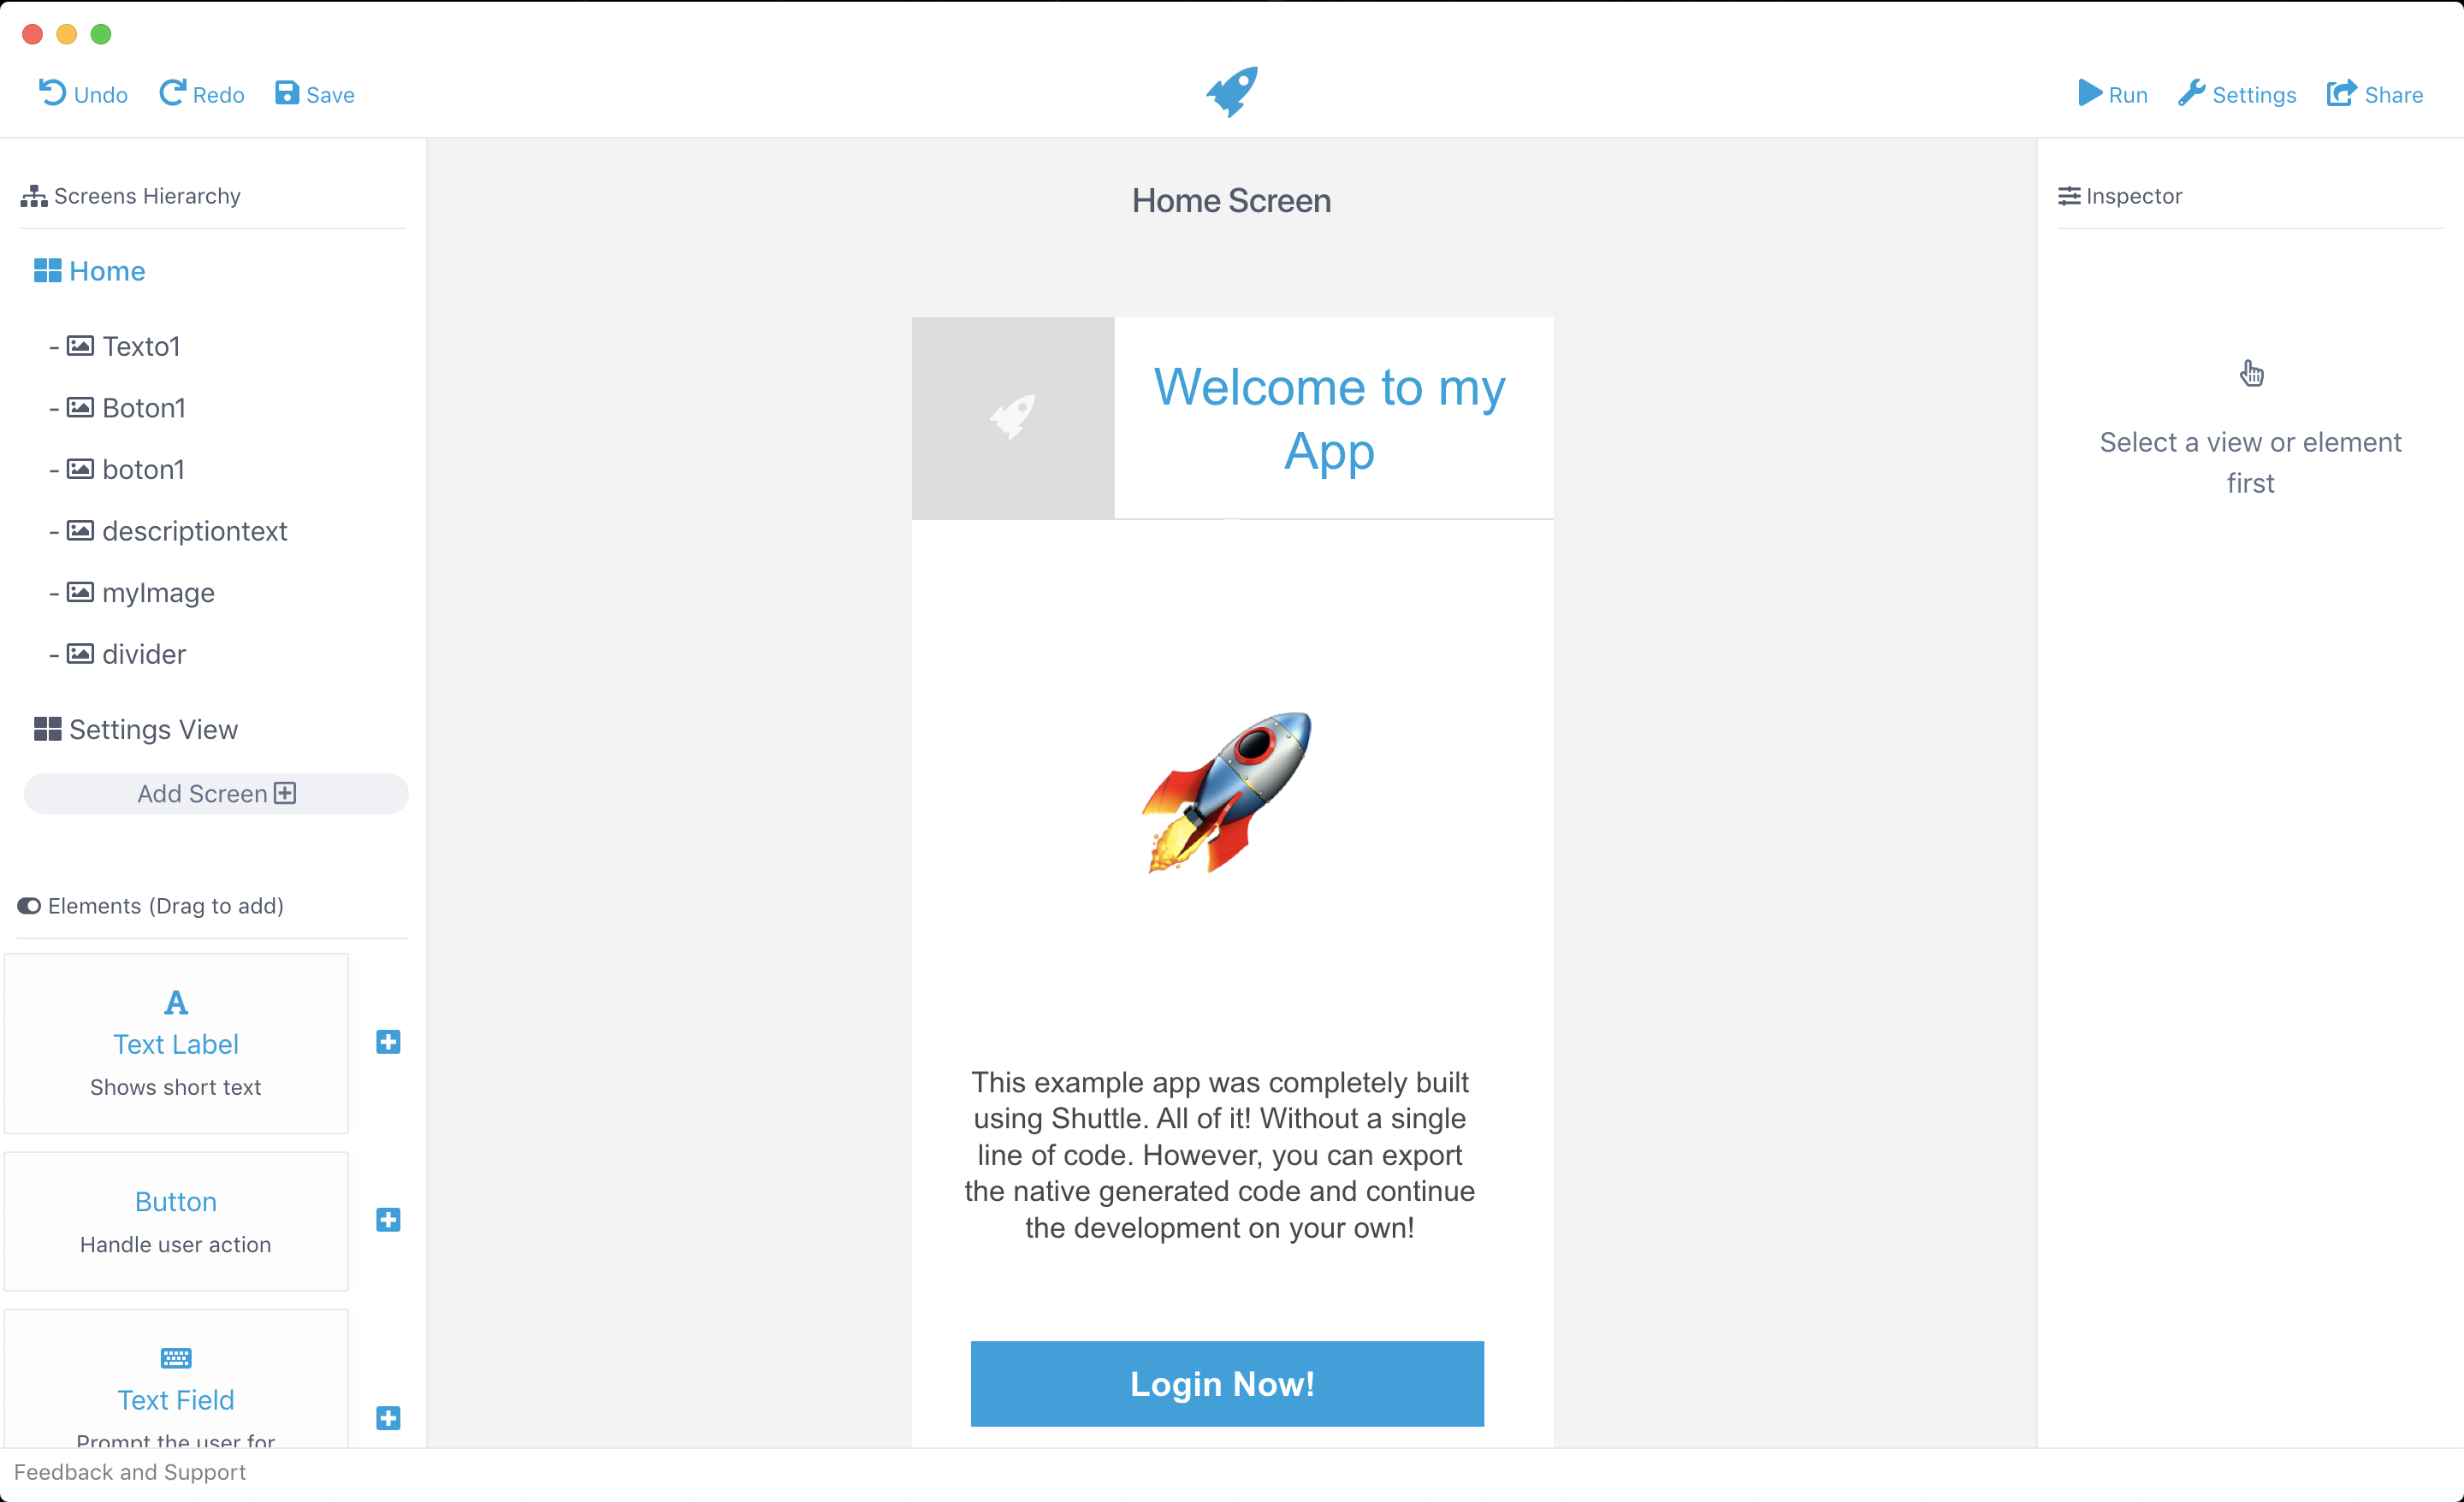 Undo Redo Save
Run Settings Share
Screens Hierarchy
Home
- Texto1
- Boton1
- boton1
- descriptiontext
- myImage
- divider
Settings View
Add Screen
Elements (Drag to add)
Text Label
Shows short text
Button
Handle user action
Text Field
Prompt the user for
Home Screen
Welcome to my
App
This example app was completely built
using Shuttle. All of it! Without a single
line of code. However, you can export
the native generated code and continue
the development on your own!
Login Now!
Inspector
Select a view or element
first
Feedback and Support